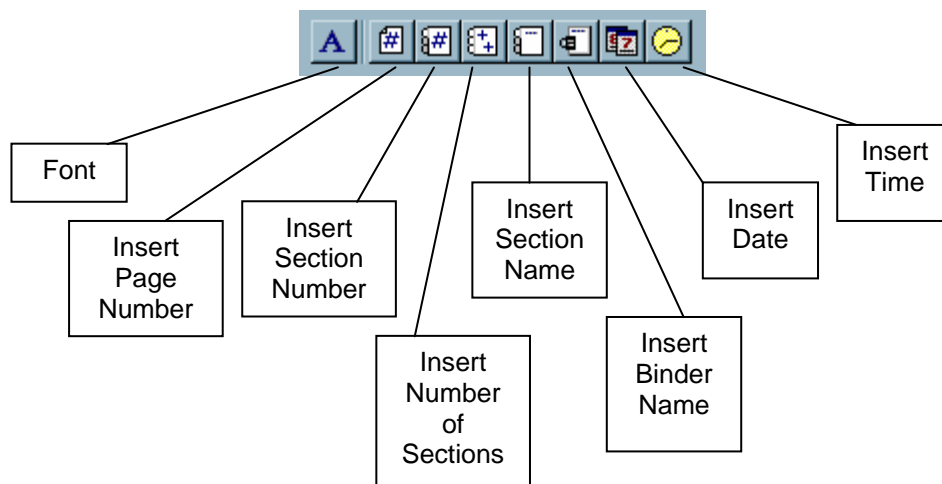 A # # 87
Font
Insert
Page
Number
Insert
Section
Number
Insert
Number
of
Sections
Insert
Section
Name
Insert
Binder
Name
Insert
Date
Insert
Time